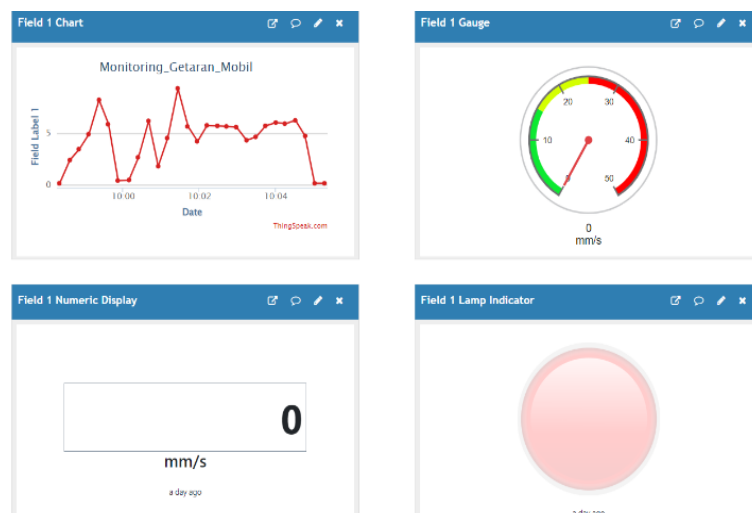 Field 1 Chart
Monitoring_Getaran_Mobil
Field Label 1
5
0
10:00
10:02
10:04
Date
ThingSpeak.com
Field 1 Gauge
0
10
20
30
40
50
0
mm/s
Field 1 Numeric Display
0
mm/s
a day ago
Field 1 Lamp Indicator
a day ago